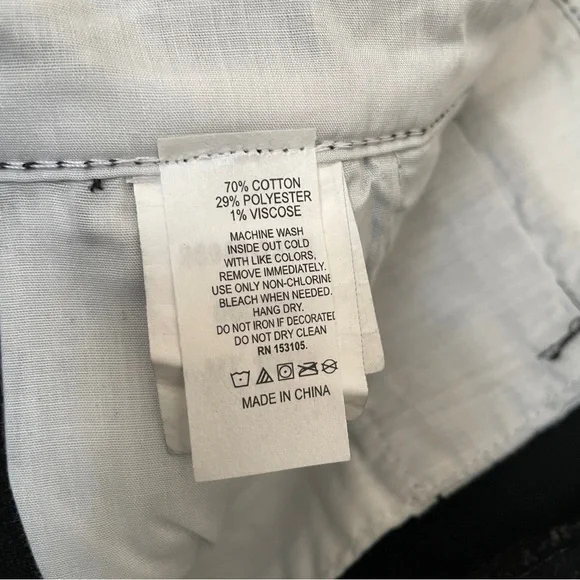 70% COTTON
29% POLYESTER
1% VISCOSE
MACHINE WASH
INSIDE OUT COLD
WITH LIKE COLORS,
REMOVE IMMEDIATELY.
USE ONLY NON-CHLORINE
BLEACH WHEN NEEDED.
HANG DRY.
DO NOT IRON IF DECORATED
DO NOT DRY CLEAN
RN 153105.
MADE IN CHINA